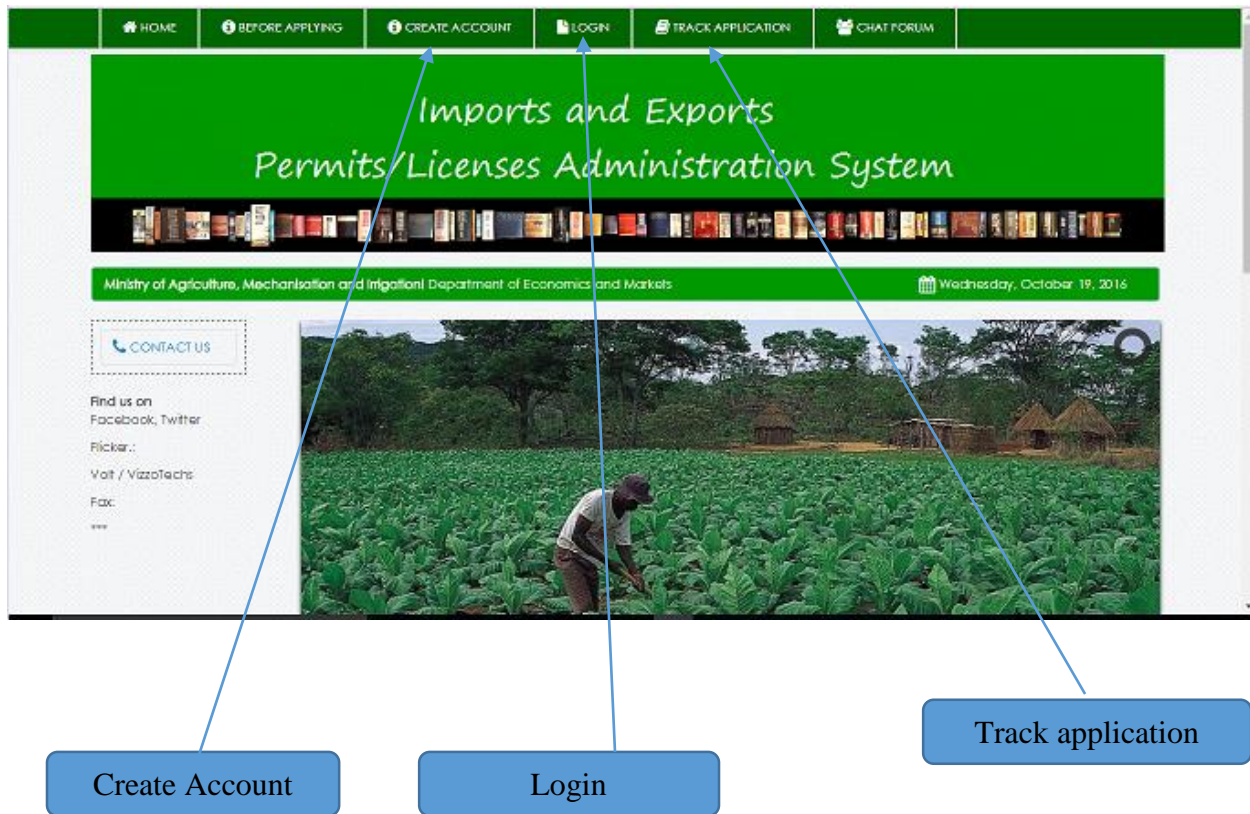 HOME BEFORE APPLYING CREATE ACCOUNT LOGIN TRACK APPLICATION CHAT FORUM
Imports and Exports
Permits/Licenses Administration System
Ministry of Agriculture, Mechanisation and Irrigation| Department of Economics and Markets
Wednesday, October 19, 2016
CONTACT US
Find us on
Facebook, Twitter
Flicker.:
Volt / VizzoTechs
Fax:
***
Track application
Create Account
Login